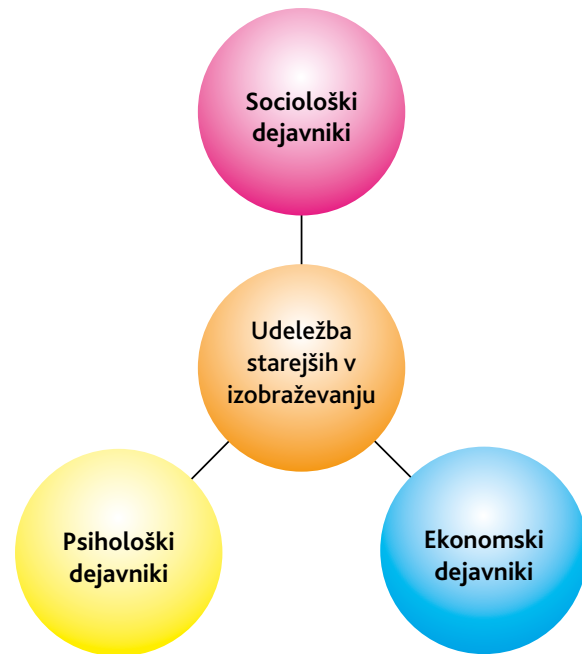 Sociološki
dejavniki
Udeležba
starejših v
izobraževanju
Psihološki
dejavniki
Ekonomski
dejavniki